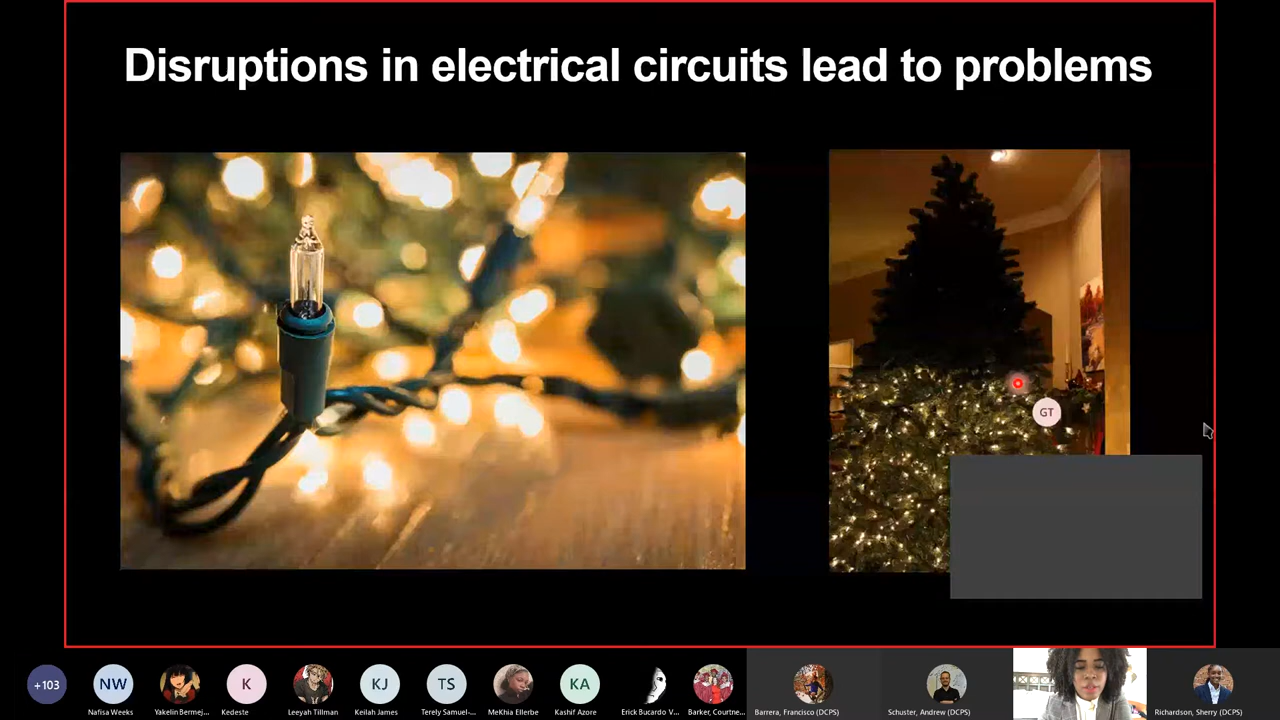 Disruptions in electrical circuits lead to problems
GT
+103
NW
K
KJ
TS
KA
Nafisa Weeks
Yakelin Bermej...
Kedeste
Leeyah Tillman
Keilah James
Terely Samuel-...
MeKhia Ellerbe
Kashif Azore
Erick Bucardo V...
Barker, Courtne...
Barrera, Francisco (DCPS)
Schuster, Andrew (DCPS)
Richardson, Sherry (DCPS)